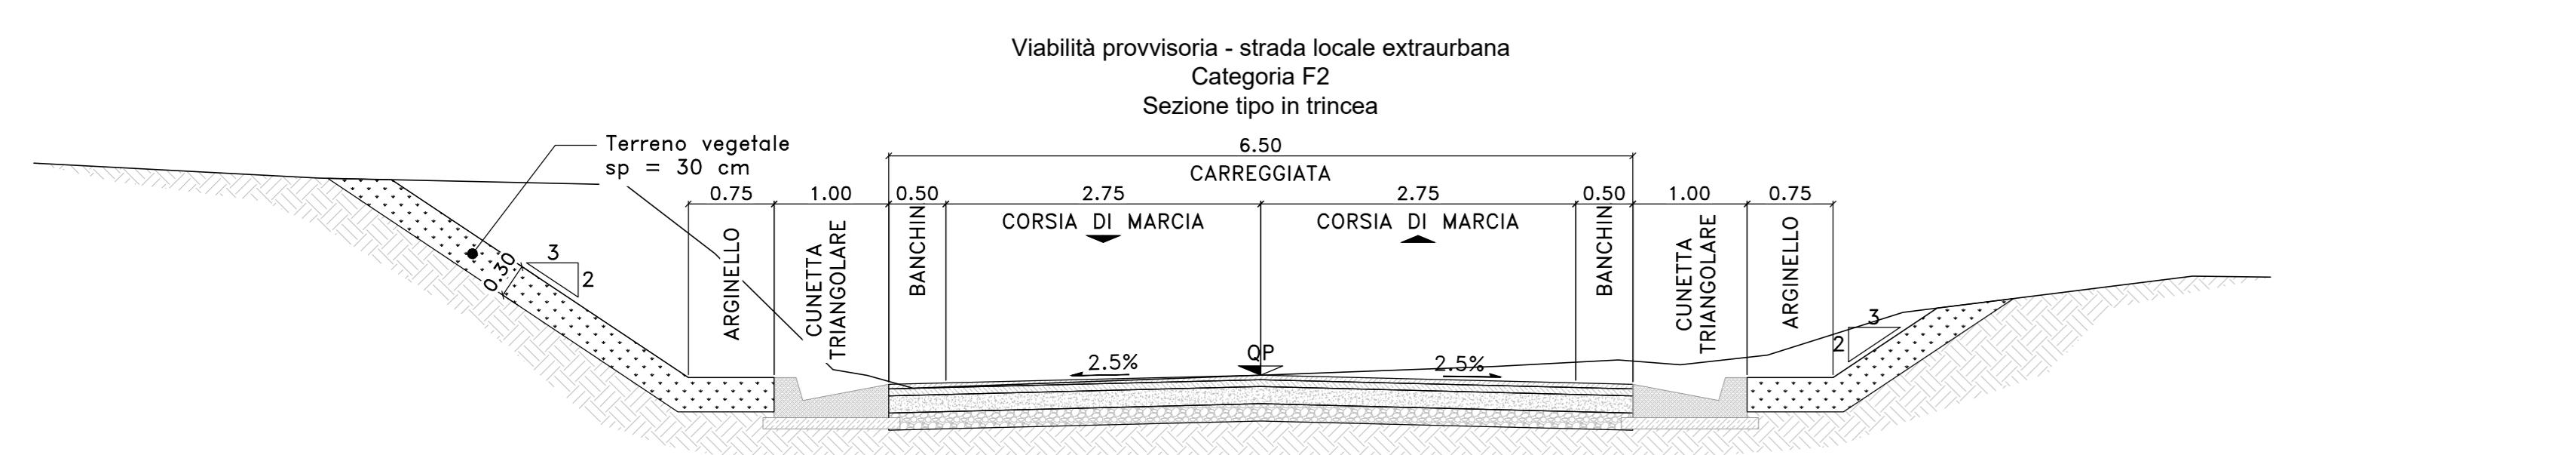 Viabilità provvisoria - strada locale extraurbana
Categoria F2
Sezione tipo in trincea
Terreno vegetale
sp = 30 cm
6.50
CARREGGIATA
0.75
1.00
0.50
2.75
2.75
0.50
1.00
0.75
ARGINELLO
CUNETTA
TRIANGOLARE
BANCHIN
CORSIA DI MARCIA
CORSIA DI MARCIA
BANCHIN
CUNETTA
TRIANGOLARE
ARGINELLO
0.30
3
2
3
2
2.5%
QP
2.5%